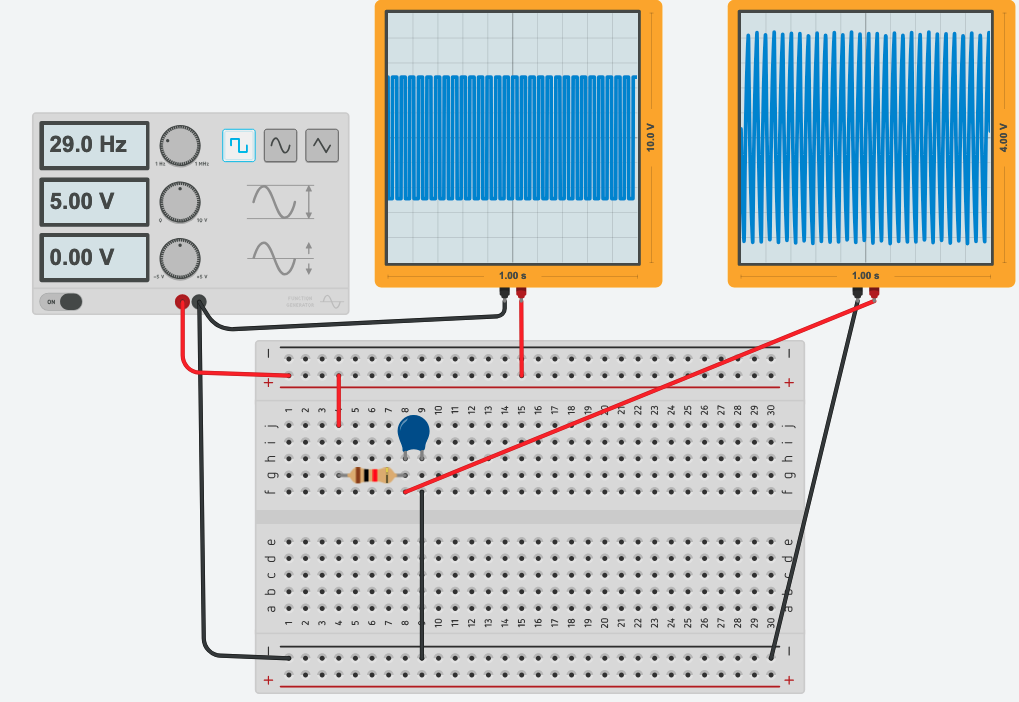 29.0 Hz
1 Hz 1 MHz
5.00 V
0 10 V
0.00 V
-5 V +5 V
ON
FUNCTION
GENERATOR
10.0 V
1.00 s
4.00 V
1.00 s
− −
+ +
1 2 3 4 5 6 7 8 9 10 11 12 13 14 15 16 17 18 19 20 21 22 23 24 25 26 27 28 29 30
j j
i i
h h
g g
f f
e e
d d
c c
b b
a a
1 2 3 4 5 6 7 8 9 10 11 12 13 14 15 16 17 18 19 20 21 22 23 24 25 26 27 28 29 30
− −
+ +